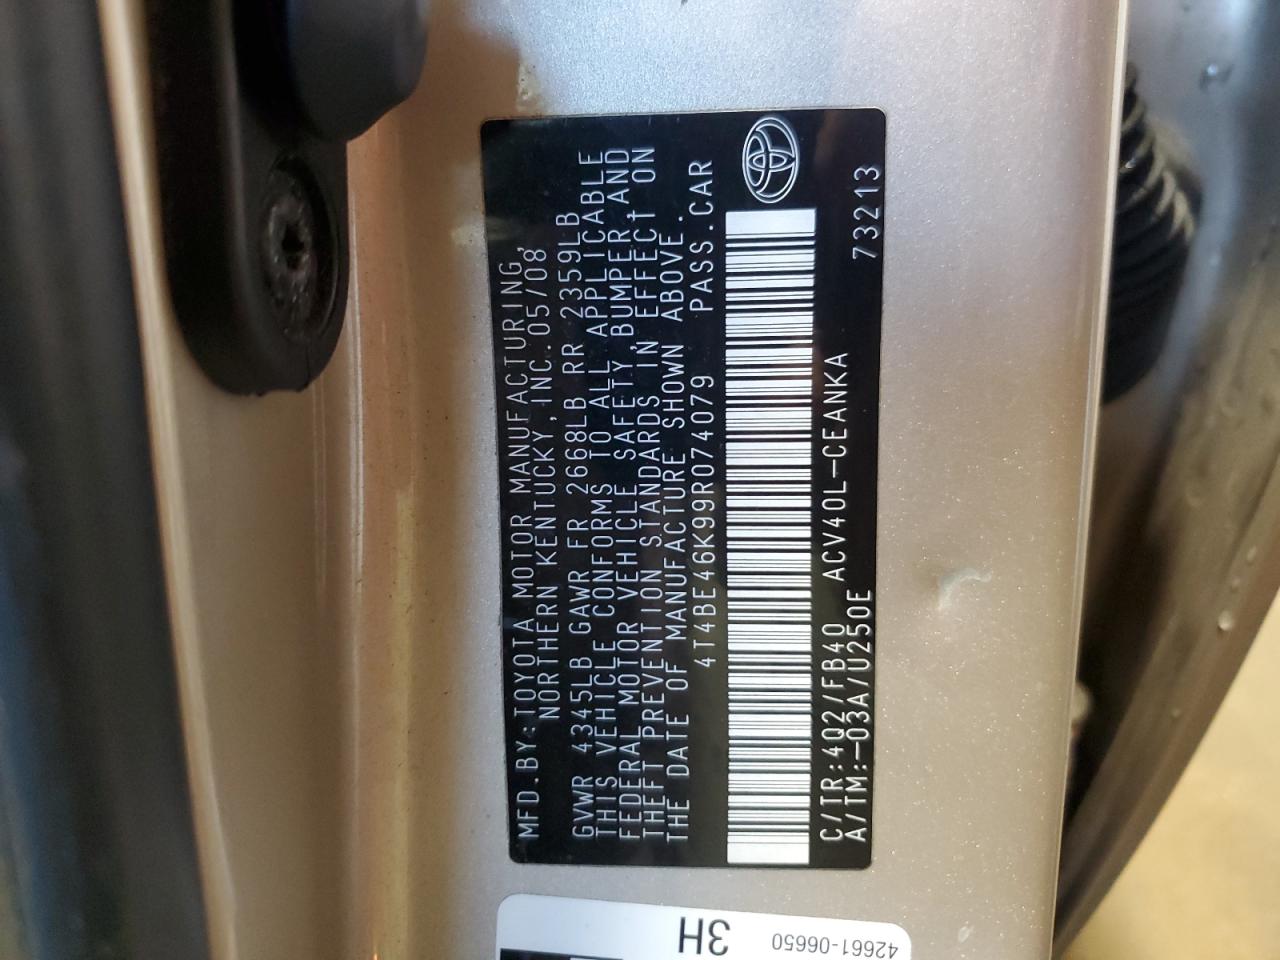 MFD.BY:TOYOTA MOTOR MANUFACTURING,
NORTHERN KENTUCKY,INC.05/08
GVWR 4345LB GAWR FR 2668LB RR 2359LB
THIS VEHICLE CONFORMS TO ALL APPLICABLE
FEDERAL MOTOR VEHICLE SAFETY,BUMPER,AND
THEFT PREVENTION STANDARDS IN EFFECT ON
THE DATE OF MANUFACTURE SHOWN ABOVE.
4T4BE46K99R074079 PASS.CAR
C/TR:4Q2/FB40 ACV40L-CEANKA 73213
A/TM:-03A/U250E
3H
42661-06650